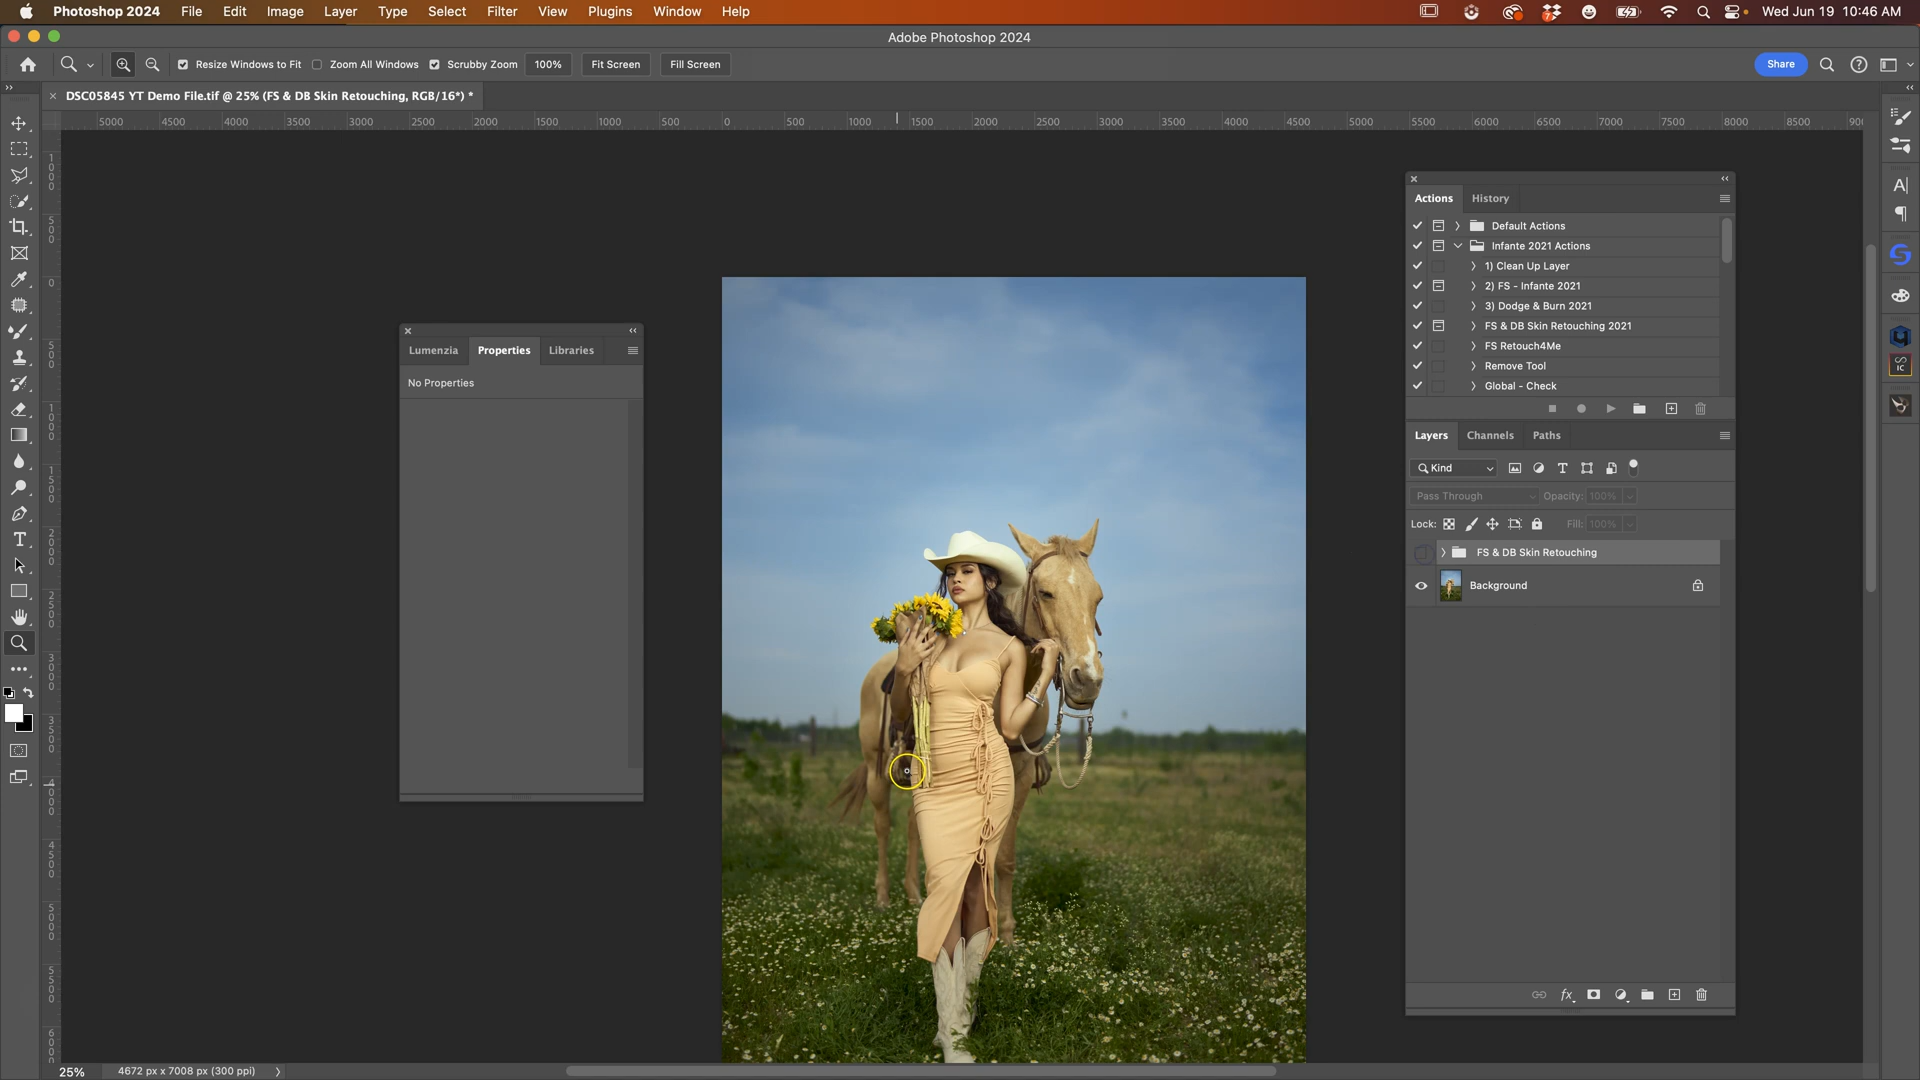 Photoshop 2024 File Edit Image Layer Type Select Filter View Plugins Window Help Wed Jun 19 10:46 AM
Adobe Photoshop 2024
Resize Windows to Fit Zoom All Windows Scrubby Zoom 100% Fit Screen Fill Screen Share
DSC05845 YT Demo File.tif @ 25% (FS & DB Skin Retouching, RGB/16*) *
5000 4500 4000 3500 3000 2500 2000 1500 1000 500 0 500 1000 1500 2000 2500 3000 3500 4000 4500 5000 5500 6000 6500 7000 7500 8000 8500
Actions History
Default Actions
Infante 2021 Actions
1) Clean Up Layer
2) FS - Infante 2021
3) Dodge & Burn 2021
FS & DB Skin Retouching 2021
FS Retouch4Me
Remove Tool
Global - Check
Lumenzia Properties Libraries
No Properties
Layers Channels Paths
Kind
Pass Through Opacity: 100%
Lock: Fill: 100%
FS & DB Skin Retouching
Background
25% 4672 px x 7008 px (300 ppi)